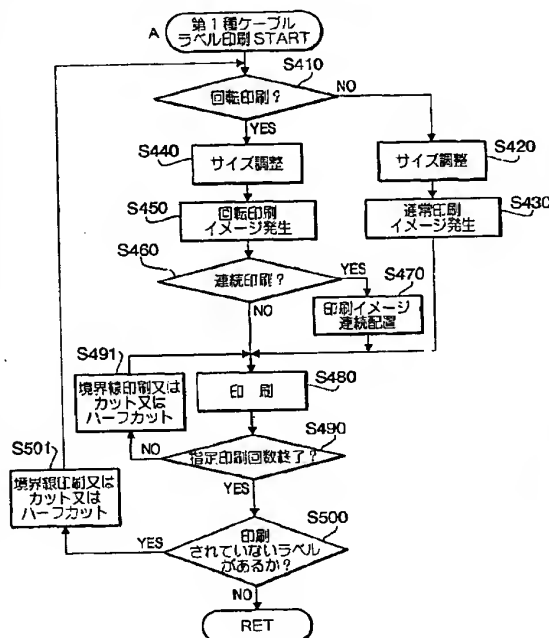 A
第1種ケーブル
ラベル印刷START
S410
回転印刷？
NO
YES
S440
サイズ調整
S420
サイズ調整
S450
回転印刷
イメージ発生
S430
通常印刷
イメージ発生
S460
連続印刷？
YES
S470
印刷イメージ
連続配置
NO
S480
印刷
S491
境界線印刷又は
カット又は
ハーフカット
S490
指定印刷回数終了？
NO
YES
S501
境界線印刷又は
カット又は
ハーフカット
S500
印刷
されていないラベル
があるか？
YES
NO
RET